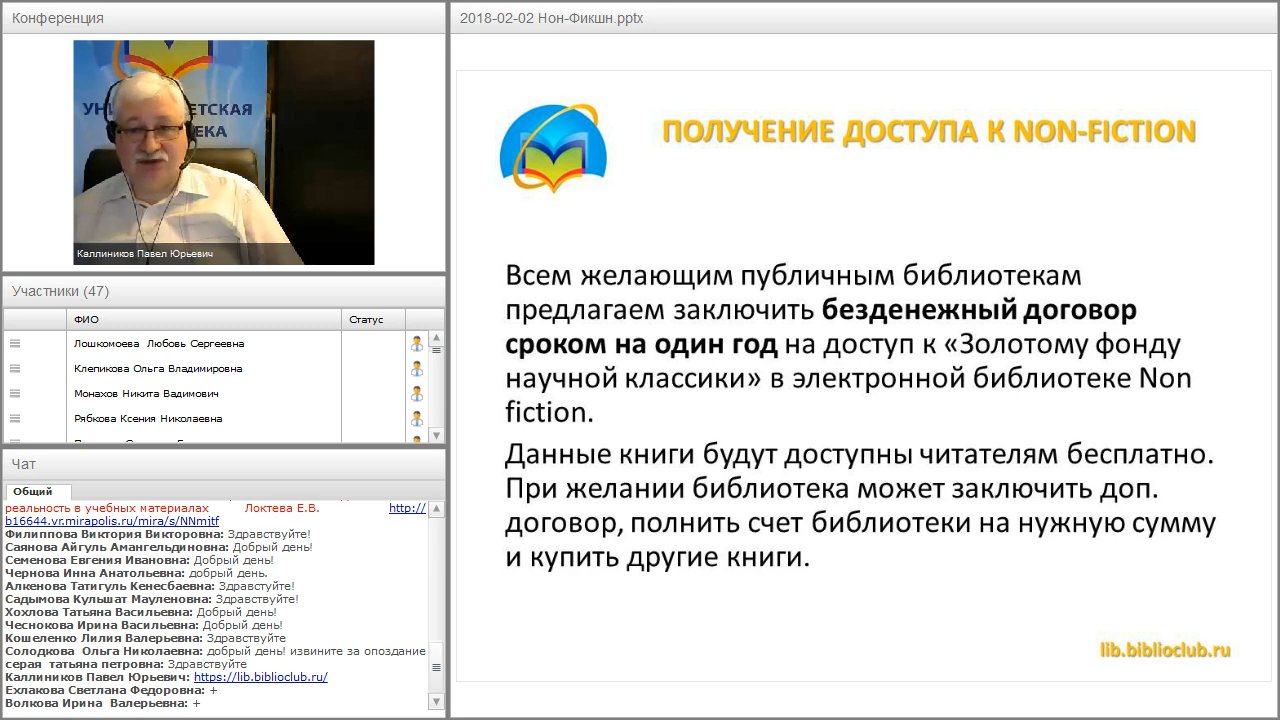 Конференция
УН ЕТСКАЯ
ЕКА
Каллиников Павел Юрьевич
Участники (47)
ФИО Статус
Лошкомоева Любовь Сергеевна
Клепикова Ольга Владимировна
Монахов Никита Вадимович
Рябкова Ксения Николаевна
Чат
Общий
реальность в учебных материалах Локтева Е.В. http://
b16644.vr.mirapolis.ru/mira/s/NNmjtf
Филиппова Виктория Викторовна: Здравствуйте!
Саянова Айгуль Амангельдиновна: Добрый день!
Семенова Евгения Ивановна: Добрый день!
Чернова Инна Анатольевна: добрый день.
Алкенова Татигуль Кенесбаевна: Здравстуйте!
Садымова Кульшат Мауленовна: Здравствуйте!
Хохлова Татьяна Васильевна: Добрый день!
Чеснокова Ирина Васильевна: Добрый день!
Кошеленко Лилия Валерьевна: Здравствуйте
Солодкова Ольга Николаевна: добрый день! извините за опоздание
серая татьяна петровна: Здравствуйте
Каллиников Павел Юрьевич: https://lib.biblioclub.ru/
Ехлакова Светлана Федоровна: +
Волкова Ирина Валерьевна: +
2018-02-02 Нон-Фикшн.pptx
ПОЛУЧЕНИЕ ДОСТУПА К NON-FICTION
Всем желающим публичным библиотекам
предлагаем заключить безденежный договор
сроком на один год на доступ к «Золотому фонду
научной классики» в электронной библиотеке Non
fiction.
Данные книги будут доступны читателям бесплатно.
При желании библиотека может заключить доп.
договор, полнить счет библиотеки на нужную сумму
и купить другие книги.
lib.biblioclub.ru